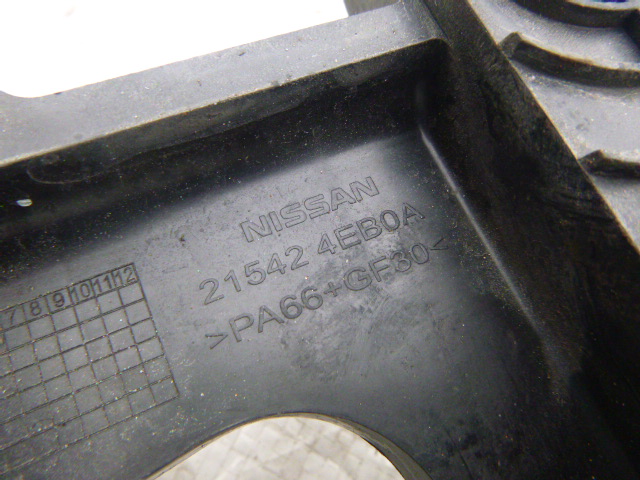 NISSAN
21542 4EB0A
>PA66+GF30<
7 8 9 10 11 12